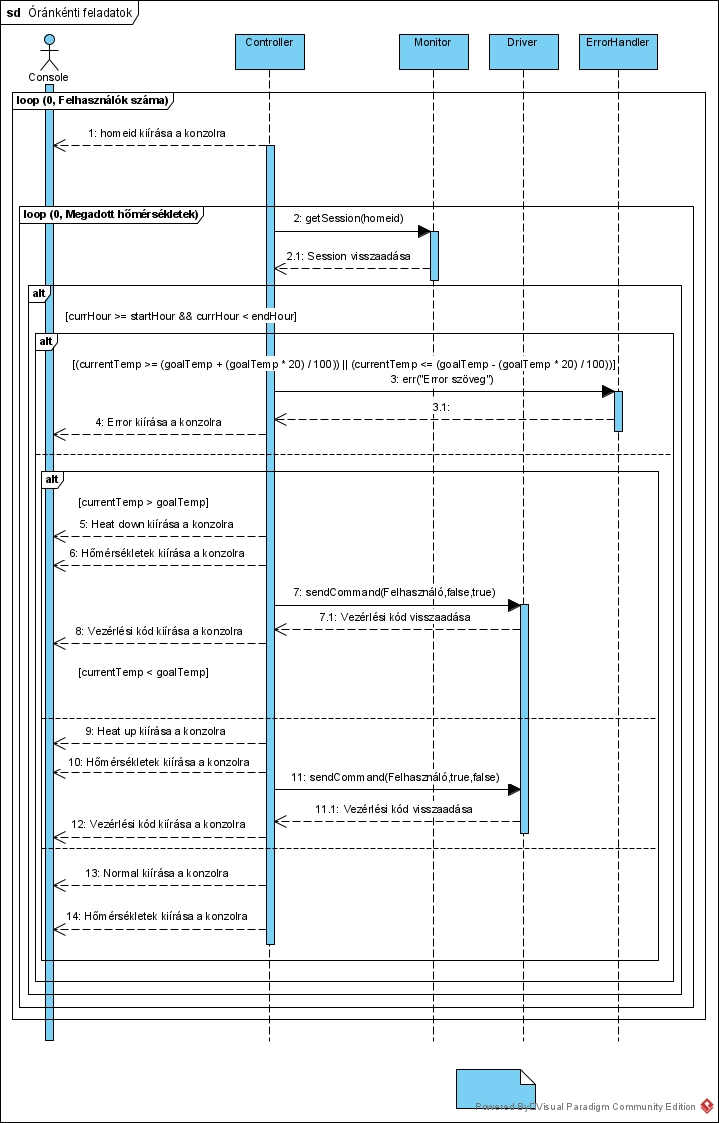 sd Óránkénti feladatok
Console
Controller
Monitor
Driver
ErrorHandler
loop (0, Felhasználók száma)
1: homeid kiírása a konzolra
loop (0, Megadott hőmérsékletek)
2: getSession(homeid)
2.1: Session visszaadása
alt
[currHour >= startHour && currHour < endHour]
alt
[(currentTemp >= (goalTemp + (goalTemp * 20) / 100)) || (currentTemp <= (goalTemp - (goalTemp * 20) / 100))]
3: err("Error szöveg")
3.1:
4: Error kiírása a konzolra
alt
[currentTemp > goalTemp]
5: Heat down kiírása a konzolra
6: Hőmérsékletek kiírása a konzolra
7: sendCommand(Felhasználó,false,true)
7.1: Vezérlési kód visszaadása
8: Vezérlési kód kiírása a konzolra
[currentTemp < goalTemp]
9: Heat up kiírása a konzolra
10: Hőmérsékletek kiírása a konzolra
11: sendCommand(Felhasználó,true,false)
11.1: Vezérlési kód visszaadása
12: Vezérlési kód kiírása a konzolra
13: Normal kiírása a konzolra
14: Hőmérsékletek kiírása a konzolra
Powered By Visual Paradigm Community Edition